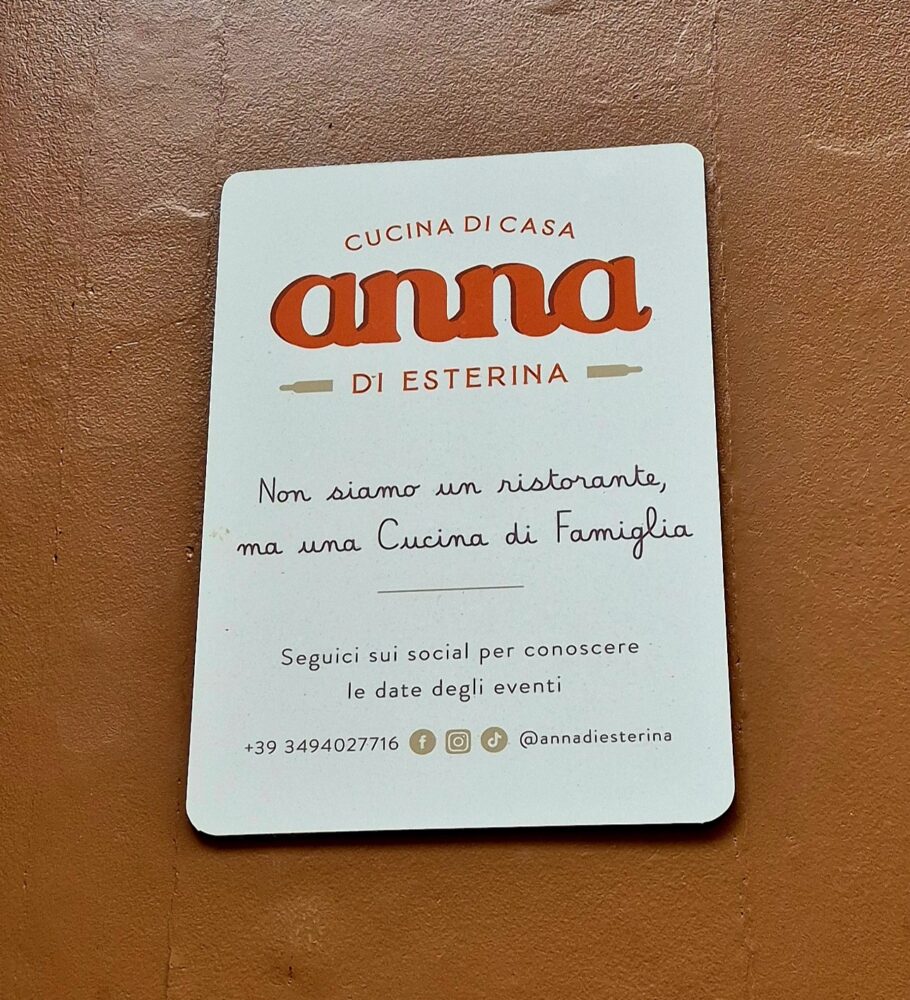 CUCINA DI CASA
anna
DI ESTERINA
Non siamo un ristorante,
ma una Cucina di Famiglia
Seguici sui social per conoscere
le date degli eventi
+39 3494027716 @annadiesterina